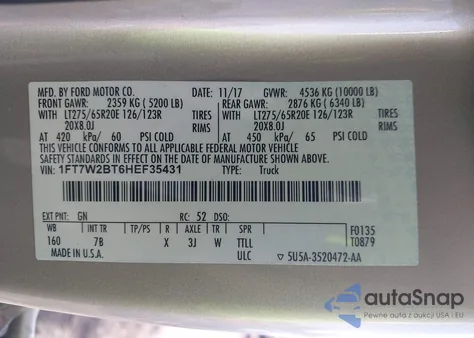 MFD. BY FORD MOTOR CO. DATE: 11/17 GVWR: 4536 KG (10000 LB)
FRONT GAWR: 2359 KG (5200 LB) REAR GAWR: 2876 KG (6340 LB)
LT275/65R20E 126/123R TIRES LT275/65R20E 126/123R TIRES
20X8.0J RIMS 20X8.0J RIMS
AT 420 kPa/ 60 PSI COLD AT 450 kPa/ 65 PSI COLD
THIS VEHICLE CONFORMS TO ALL APPLICABLE FEDERAL MOTOR VEHICLE
SAFETY STANDARDS IN EFFECT ON THE DATE OF MANUFACTURE SHOWN ABOVE.
VIN: 1FT7W2BT6HEF35431 TYPE: Truck
EXT PNT: GN RC: 52 DSO: F0135
WB INT TR TP/PS R AXLE TR SPR T0879
160 7B X 3J W TTLL
MADE IN U.S.A. ULC 5U5A-3520472-AA
autoSnap
Pewne auta z USA i EU